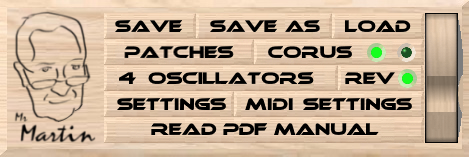 SAVE SAVE AS LOAD
PATCHES CORUS
4 OSCILLATORS REV
SETTINGS MIDI SETTINGS
READ PDF MANUAL
Mr
Martin